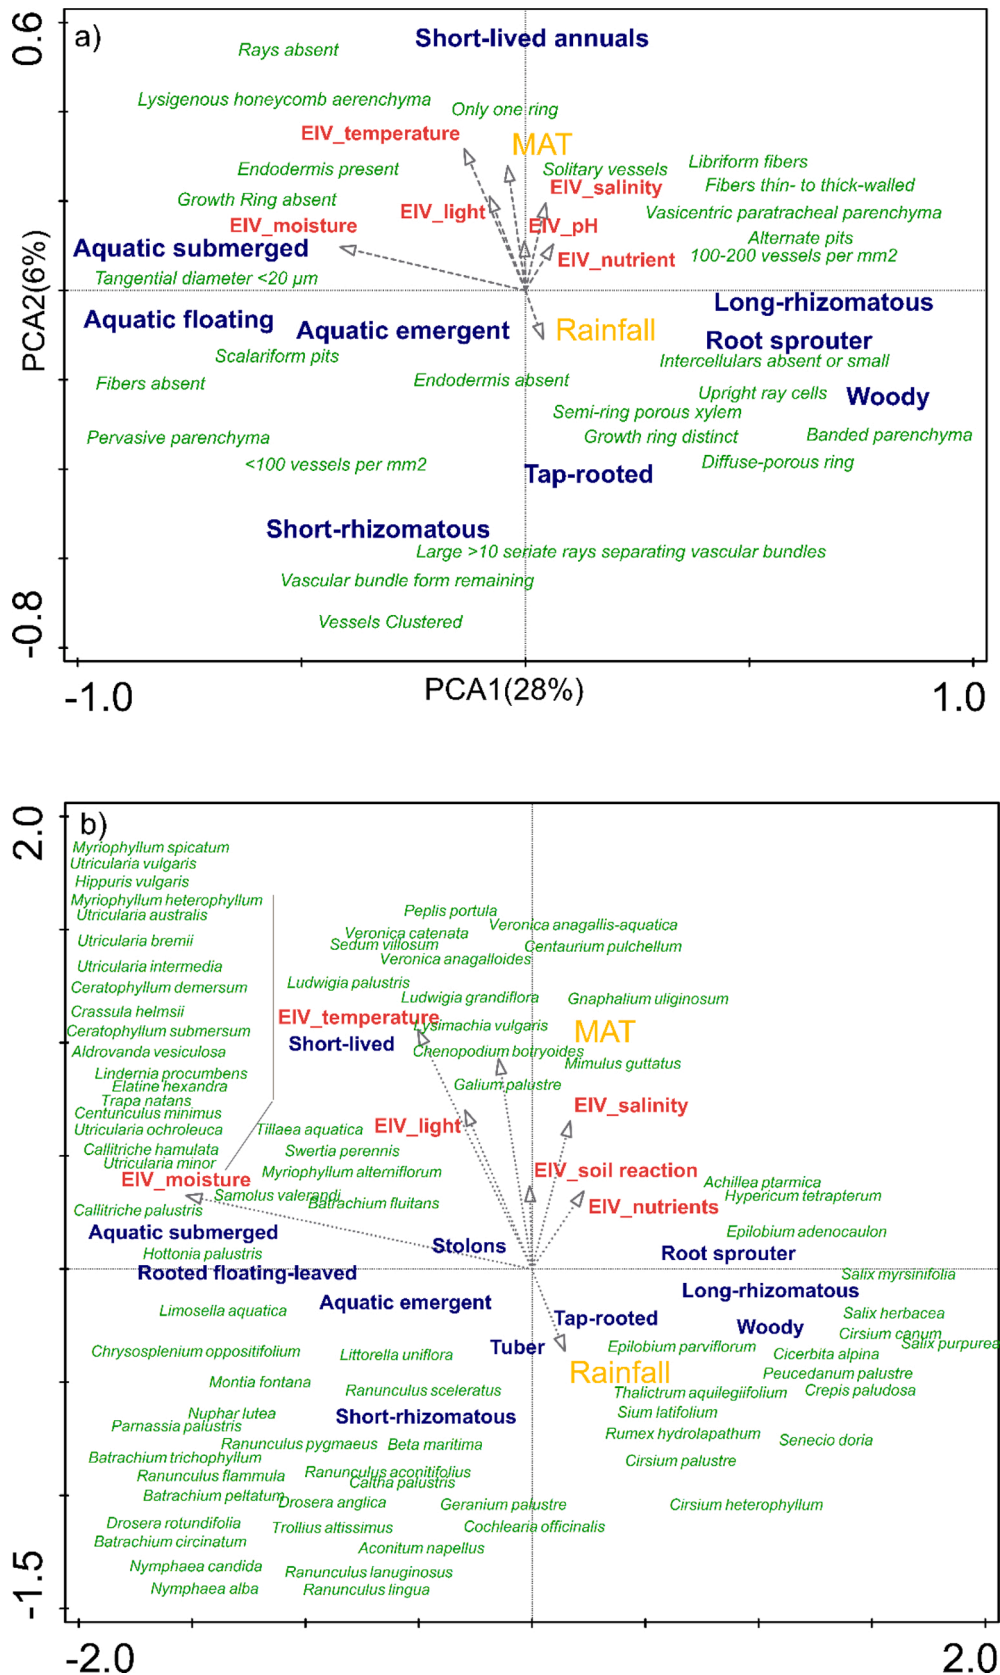 a)
0.6
Short-lived annuals
Rays absent
Lysigenous honeycomb aerenchyma
Only one ring
EIV_temperature
MAT
Endodermis present
Solitary vessels
Libriform fibers
EIV_salinity
Fibers thin- to thick-walled
Growth Ring absent
EIV_light
Vasicentric paratracheal parenchyma
EIV_moisture
EIV_pH
Alternate pits
Aquatic submerged
EIV_nutrient
100-200 vessels per mm2
Tangential diameter <20 µm
PCA2(6%)
Long-rhizomatous
Aquatic floating
Aquatic emergent
Rainfall
Root sprouter
Scalariform pits
Intercellulars absent or small
Fibers absent
Endodermis absent
Upright ray cells
Woody
Semi-ring porous xylem
Pervasive parenchyma
Growth ring distinct
Banded parenchyma
<100 vessels per mm2
Diffuse-porous ring
Tap-rooted
Short-rhizomatous
Large >10 seriate rays separating vascular bundles
Vascular bundle form remaining
Vessels Clustered
-0.8
-1.0
PCA1(28%)
1.0
b)
2.0
Myriophyllum spicatum
Utricularia vulgaris
Hippuris vulgaris
Myriophyllum heterophyllum
Utricularia australis
Peplis portula
Veronica anagallis-aquatica
Veronica catenata
Utricularia bremii
Sedum villosum
Centaurium pulchellum
Veronica anagalloides
Utricularia intermedia
Ludwigia palustris
Ceratophyllum demersum
Ludwigia grandiflora
Gnaphalium uliginosum
Crassula helmsii
EIV_temperature
Lysimachia vulgaris
MAT
Ceratophyllum submersum
Short-lived
Aldrovanda vesiculosa
Chenopodium botryoides
Mimulus guttatus
Lindernia procumbens
Elatine hexandra
Galium palustre
Trapa natans
Centunculus minimus
EIV_salinity
Utricularia ochroleuca
Tillaea aquatica
EIV_light
Callitriche hamulata
Swertia perennis
Utricularia minor
EIV_moisture
Myriophyllum alterniflorum
EIV_soil reaction
Achillea ptarmica
Samolus valerandi
Hypericum tetrapterum
Batrachium fluitans
EIV_nutrients
Callitriche palustris
Aquatic submerged
Epilobium adenocaulon
Stolons
Hottonia palustris
Root sprouter
Rooted floating-leaved
Salix myrsinifolia
Long-rhizomatous
Aquatic emergent
Limosella aquatica
Tap-rooted
Salix herbacea
Woody
Cirsium canum
Tuber
Epilobium parviflorum
Salix purpurea
Chrysosplenium oppositifolium
Littorella uniflora
Cicerbita alpina
Rainfall
Peucedanum palustre
Montia fontana
Ranunculus sceleratus
Thalictrum aquilegiifolium
Crepis paludosa
Nuphar lutea
Short-rhizomatous
Sium latifolium
Parnassia palustris
Rumex hydrolapathum
Senecio doria
Ranunculus pygmaeus
Beta maritima
Batrachium trichophyllum
Cirsium palustre
Ranunculus flammula
Ranunculus aconitifolius
Caltha palustris
Batrachium peltatum
Drosera anglica
Geranium palustre
Cirsium heterophyllum
Drosera rotundifolia
Trollius altissimus
Cochlearia officinalis
Batrachium circinatum
Aconitum napellus
Nymphaea candida
Ranunculus lanuginosus
Nymphaea alba
Ranunculus lingua
-1.5
-2.0
2.0